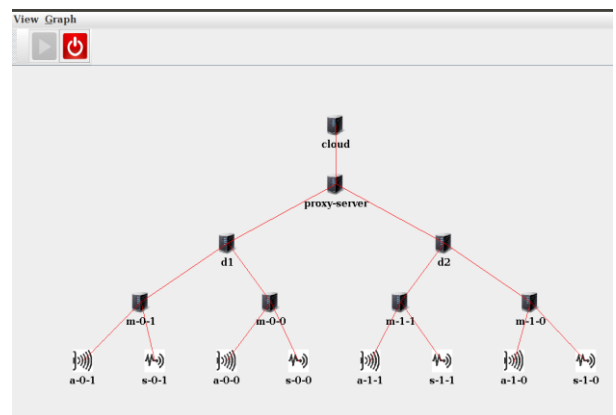 View Graph
cloud
proxy-server
d1 d2
m-0-1 m-0-0 m-1-1 m-1-0
a-0-1 s-0-1 a-0-0 s-0-0 a-1-1 s-1-1 a-1-0 s-1-0